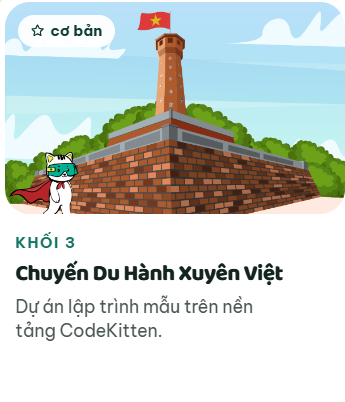 cơ bản
KHỐI 3
Chuyến Du Hành Xuyên Việt
Dự án lập trình mẫu trên nền
tảng CodeKitten.